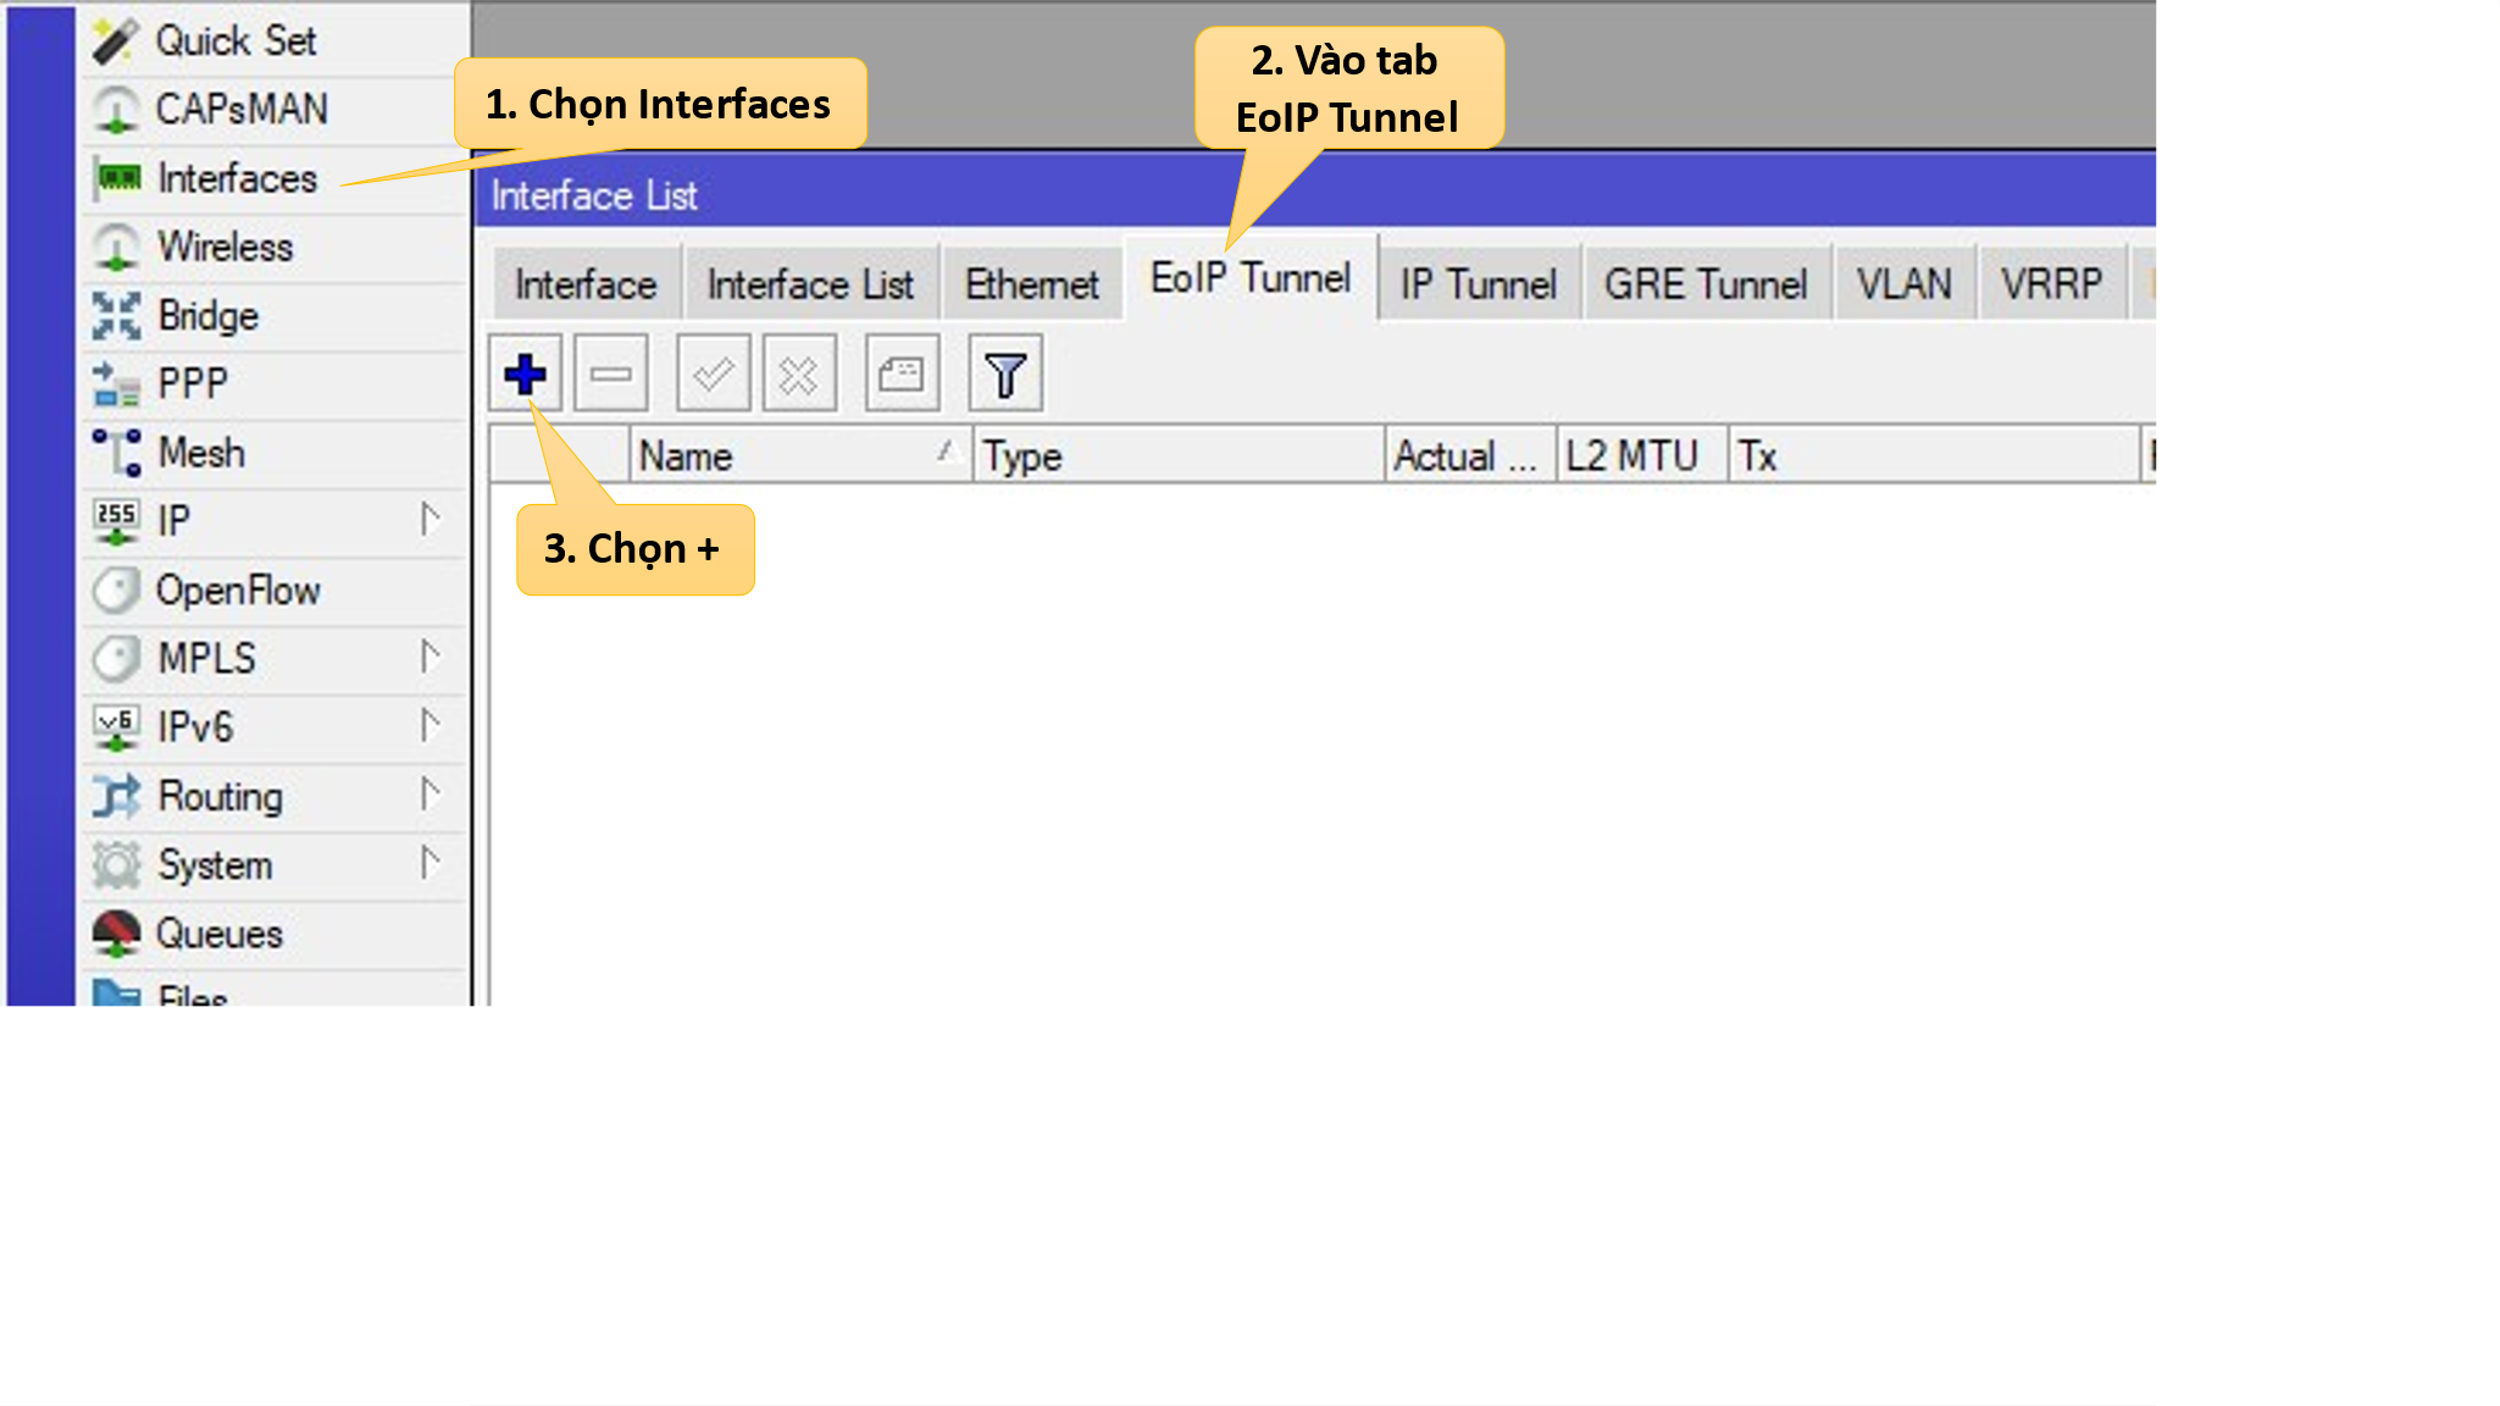 Quick Set
CAPsMAN
Interfaces
Wireless
Bridge
PPP
Mesh
255
IP
OpenFlow
MPLS
v6
IPv6
Routing
System
Queues
Files
1. Chọn Interfaces
2. Vào tab
EoIP Tunnel
Interface List
Interface
Interface List
Ethernet
EoIP Tunnel
IP Tunnel
GRE Tunnel
VLAN
VRRP
Name
Type
Actual ...
L2 MTU
Tx
3. Chọn +